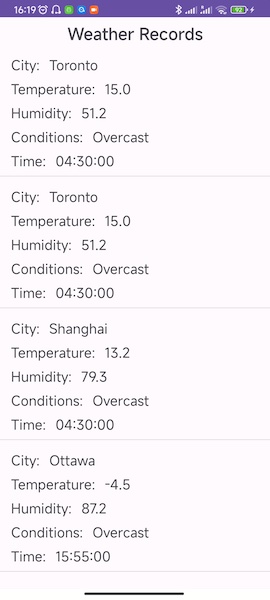 16:19
92
Weather Records
City: Toronto
Temperature: 15.0
Humidity: 51.2
Conditions: Overcast
Time: 04:30:00
City: Toronto
Temperature: 15.0
Humidity: 51.2
Conditions: Overcast
Time: 04:30:00
City: Shanghai
Temperature: 13.2
Humidity: 79.3
Conditions: Overcast
Time: 04:30:00
City: Ottawa
Temperature: -4.5
Humidity: 87.2
Conditions: Overcast
Time: 15:55:00